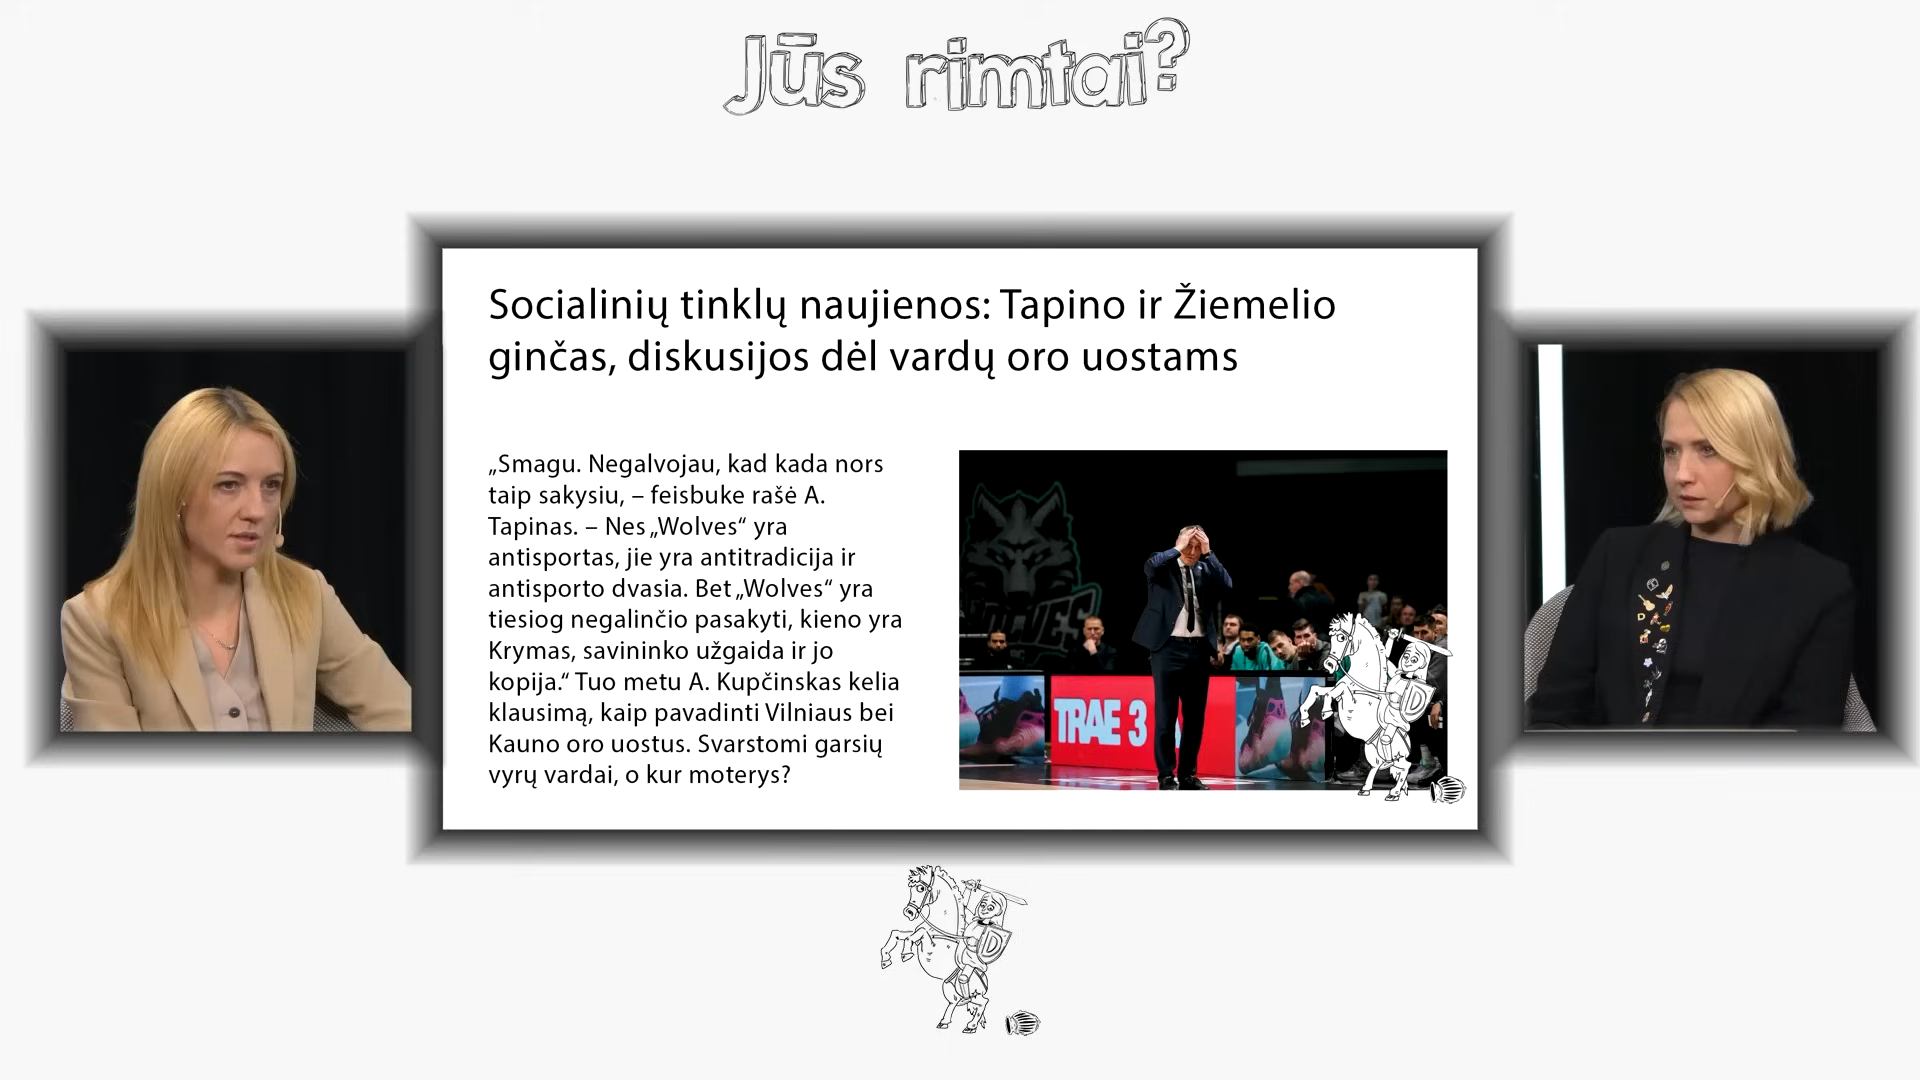 Jūs rimtai?
Socialinių tinklų naujienos: Tapino ir Žiemelio
ginčas, diskusijos dėl vardų oro uostams
„Smagu. Negalvojau, kad kada nors
taip sakysiu, – feisbuke rašė A.
Tapinas. – Nes „Wolves“ yra
antisportas, jie yra antitradicija ir
antisporto dvasia. Bet „Wolves“ yra
tiesiog negalinčio pasakyti, kieno yra
Krymas, savininko užgaida ir jo
kopija.“ Tuo metu A. Kupčinskas kelia
klausimą, kaip pavadinti Vilniaus bei
Kauno oro uostus. Svarstomi garsių
vyrų vardai, o kur moterys?
WOLVES
TRAE 3
D
D